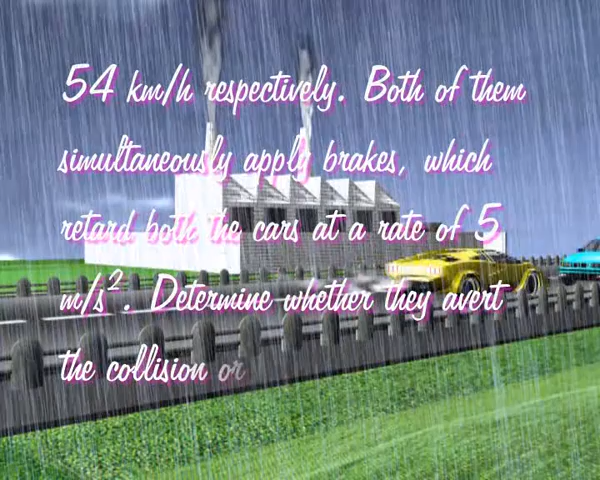 54 km/h respectively. Both of them
simultaneously apply brakes, which
retard both the cars at a rate of 5
m/s². Determine whether they avert
the collision or